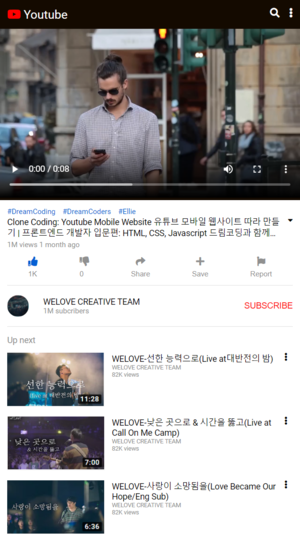 Youtube
0:00 / 0:08
#DreamCoding #DreamCoders #Ellie
Clone Coding: Youtube Mobile Website 유튜브 모바일 웹사이트 따라 만들
기 | 프론트엔드 개발자 입문편: HTML, CSS, Javascript 드림코딩과 함께...
1M views 1 month ago
1K
0
Share
Save
Report
WELOVE CREATIVE TEAM
1M subcribers
SUBSCRIBE
Up next
선한 능력으로
11:28
WELOVE-선한 능력으로(Live at대반전의 밤)
WELOVE CREATIVE TEAM
82K views
낮은 곳으로
& 시간을 뚫고
7:00
WELOVE-낮은 곳으로 & 시간을 뚫고(Live at
Call On Me Camp)
WELOVE CREATIVE TEAM
82K views
사랑이 소망됨을
6:36
WELOVE-사랑이 소망됨을(Love Became Our
Hope/Eng Sub)
WELOVE CREATIVE TEAM
82K views